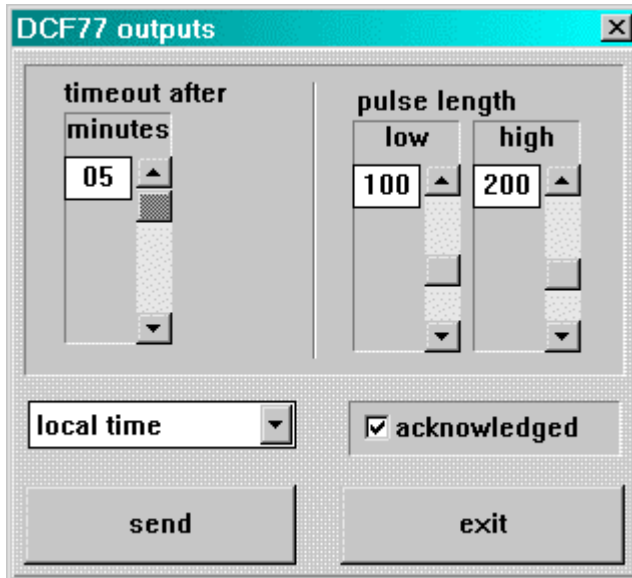 DCF77 outputs
timeout after
minutes
05
pulse length
low high
100 200
local time
acknowledged
send exit